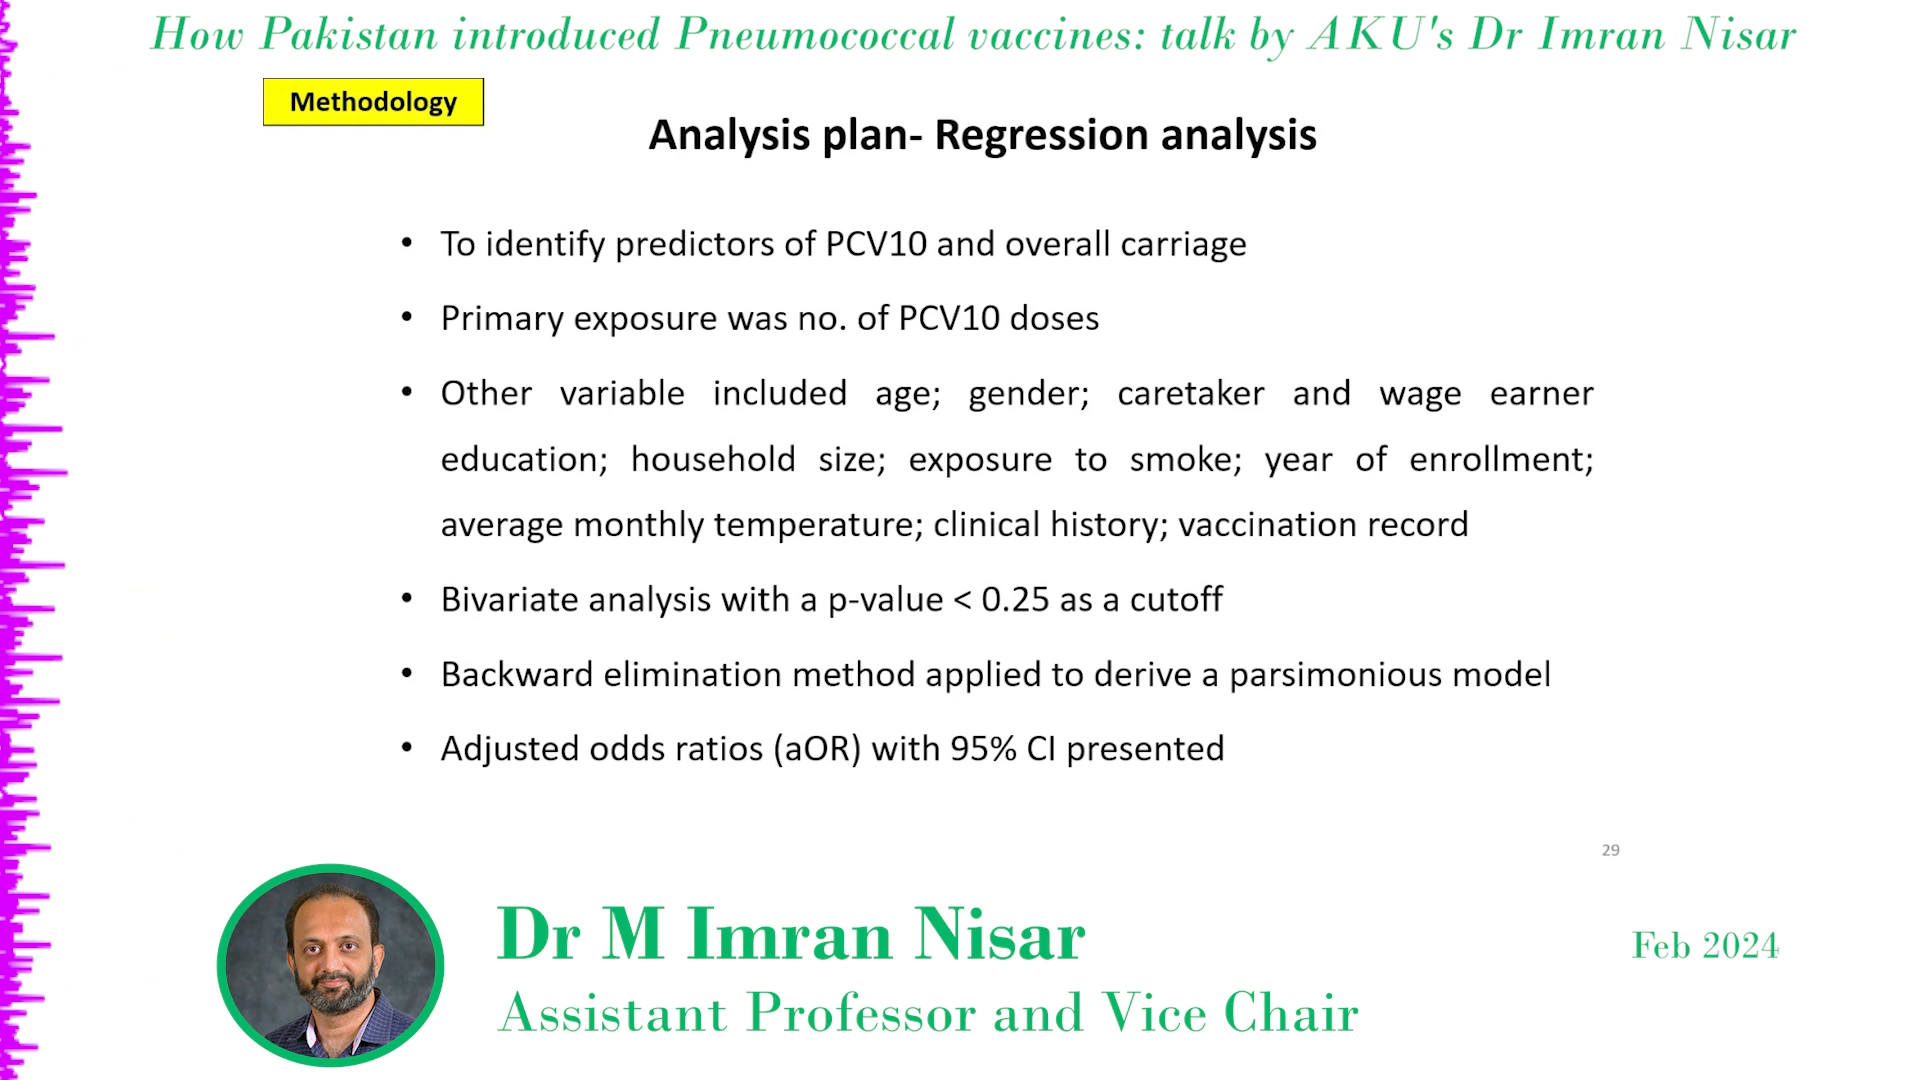 How Pakistan introduced Pneumococcal vaccines: talk by AKU's Dr Imran Nisar
Methodology
Analysis plan- Regression analysis
• To identify predictors of PCV10 and overall carriage
• Primary exposure was no. of PCV10 doses
• Other variable included age; gender; caretaker and wage earner
education; household size; exposure to smoke; year of enrollment;
average monthly temperature; clinical history; vaccination record
• Bivariate analysis with a p-value < 0.25 as a cutoff
• Backward elimination method applied to derive a parsimonious model
• Adjusted odds ratios (aOR) with 95% CI presented
29
Dr M Imran Nisar
Feb 2024
Assistant Professor and Vice Chair